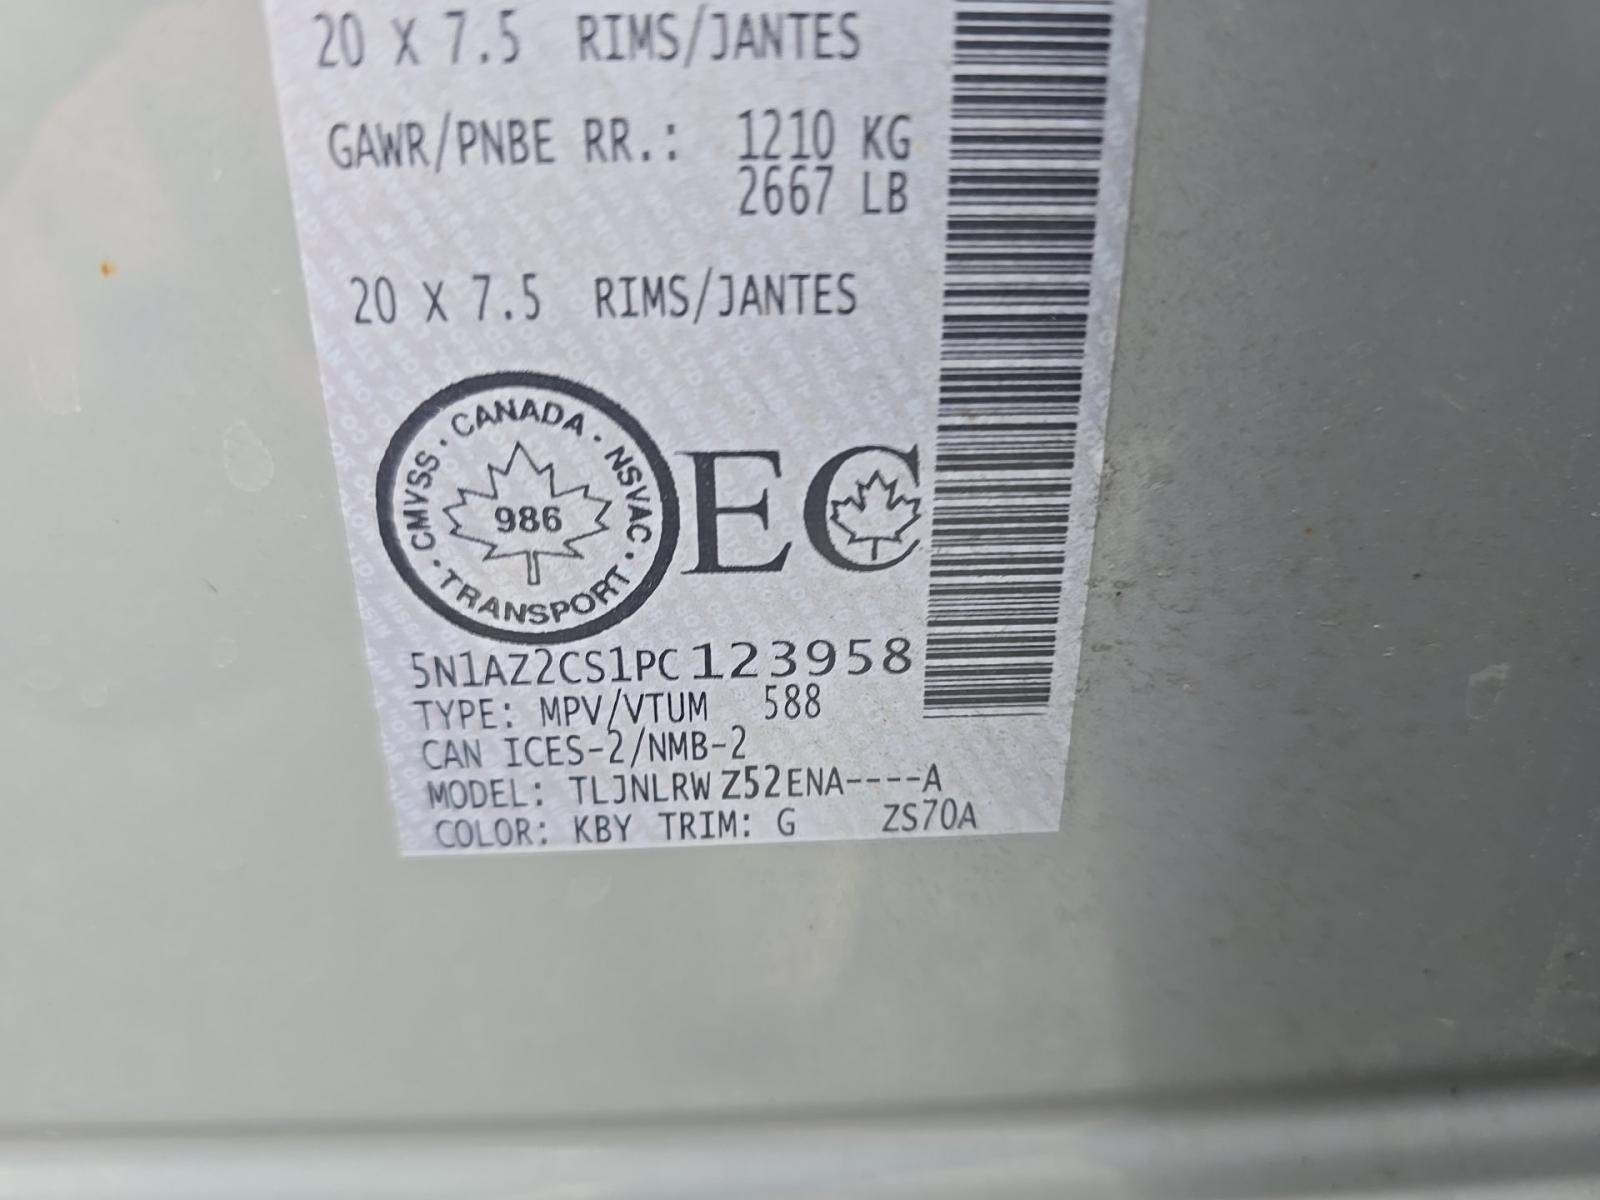 20 X 7.5 RIMS/JANTES
GAWR/PNBE RR.: 1210 KG
2667 LB
20 X 7.5 RIMS/JANTES
CMVSS · CANADA · NSVAC · TRANSPORT ·
986
EC
5N1AZ2CS1PC123958
TYPE: MPV/VTUM 588
CAN ICES-2/NMB-2
MODEL: TLJNLRWZ52ENA----A
COLOR: KBY TRIM: G ZS70A